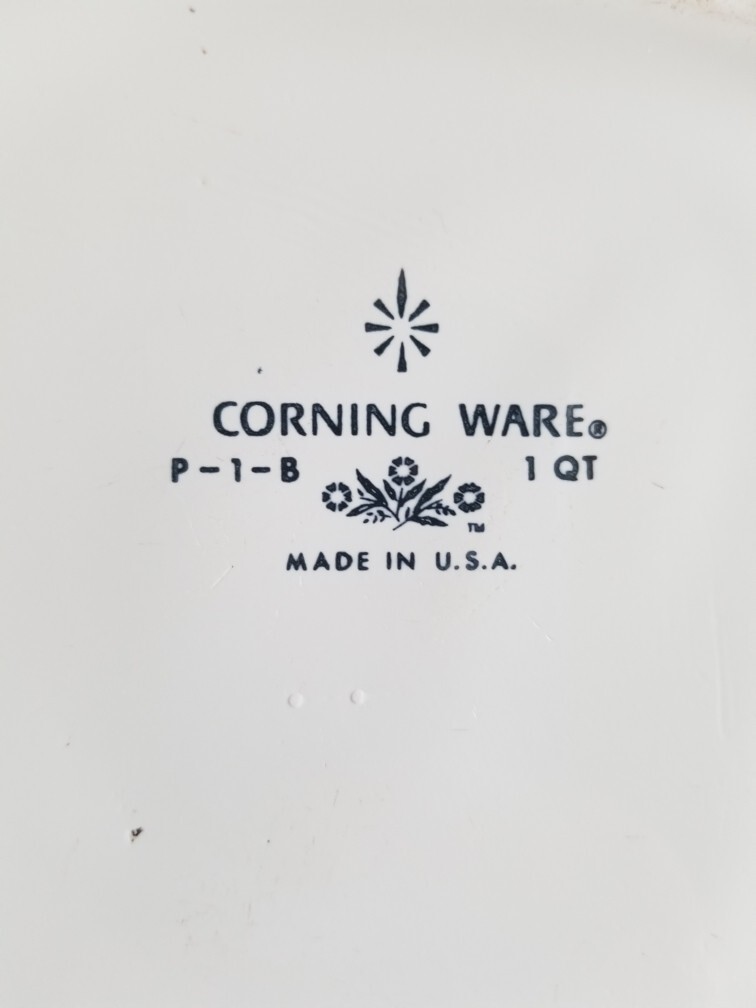 CORNING WARE®
P-1-B 1 QT
TM
MADE IN U.S.A.